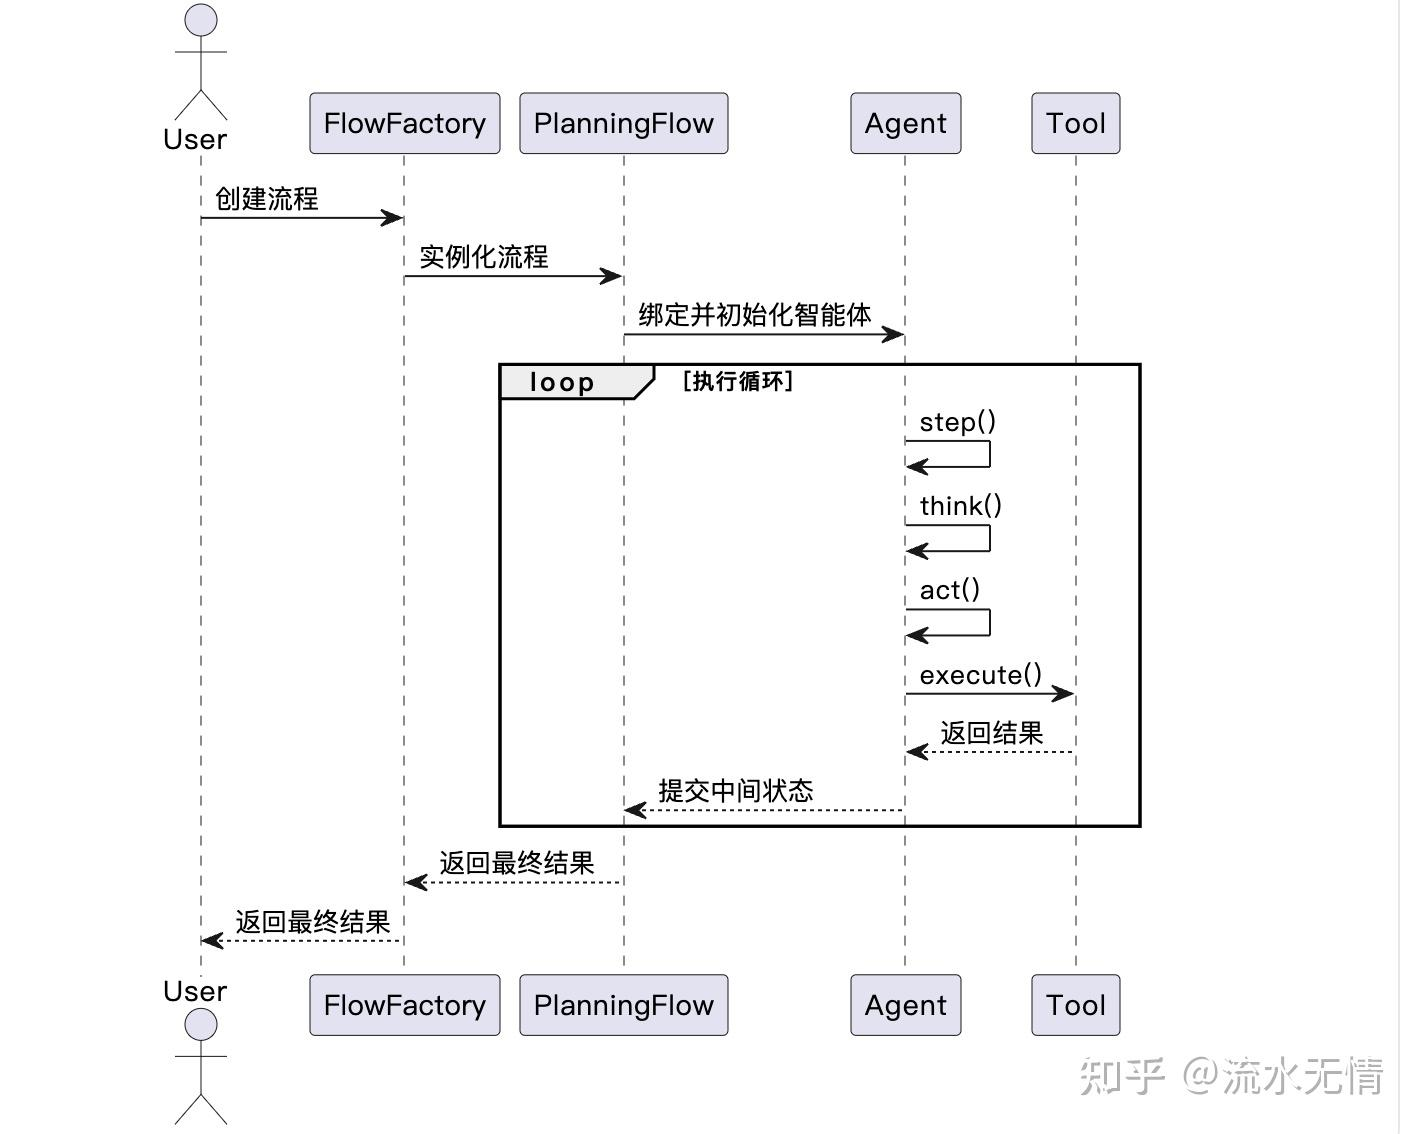 User
FlowFactory
PlanningFlow
Agent
Tool
创建流程
实例化流程
绑定并初始化智能体
loop
[执行循环]
step()
think()
act()
execute()
返回结果
提交中间状态
返回最终结果
返回最终结果
User
FlowFactory
PlanningFlow
Agent
Tool
知乎 @流水无情